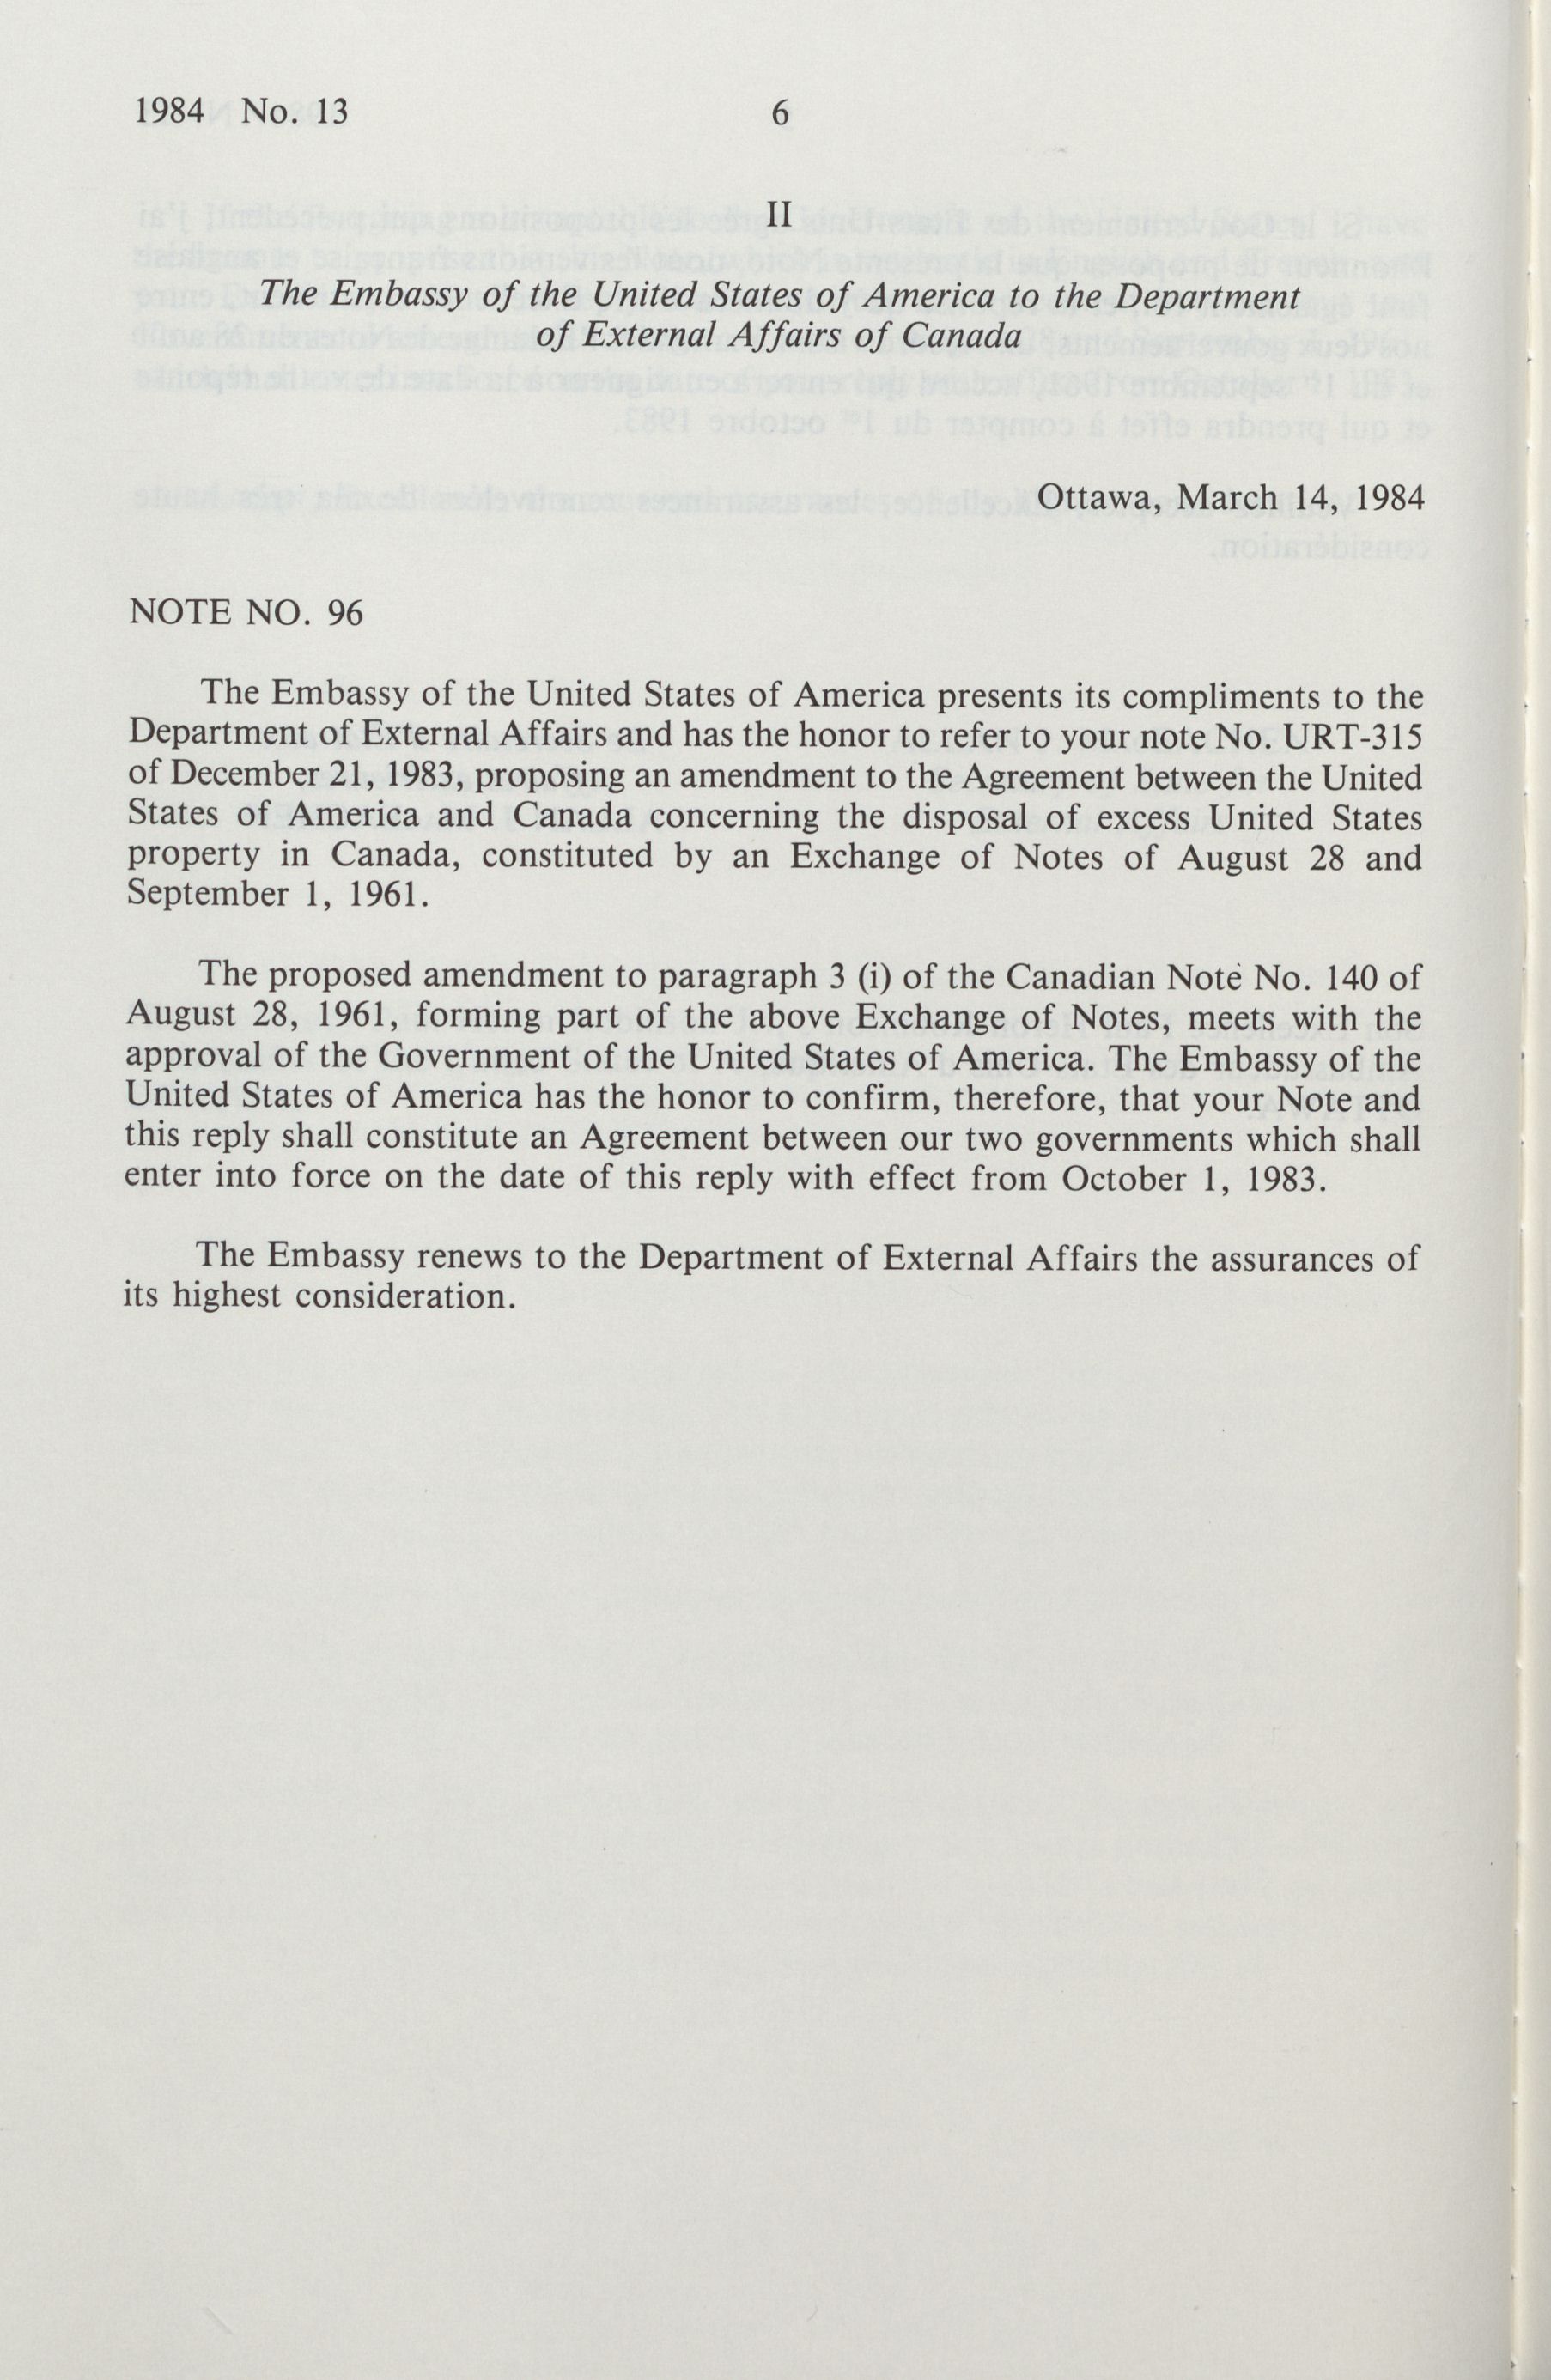 1984 No. 13
6
II
The Embassy of the United States of America to the Department
of External Affairs of Canada
Ottawa, March 14, 1984
NOTE NO. 96
The Embassy of the United States of America presents its compliments to the
Department of External Affairs and has the honor to refer to your note No. URT-315
of December 21, 1983, proposing an amendment to the Agreement between the United
States of America and Canada concerning the disposal of excess United States
property in Canada, constituted by an Exchange of Notes of August 28 and
September 1, 1961.
The proposed amendment to paragraph 3 (i) of the Canadian Note No. 140 of
August 28, 1961, forming part of the above Exchange of Notes, meets with the
approval of the Government of the United States of America. The Embassy of the
United States of America has the honor to confirm, therefore, that your Note and
this reply shall constitute an Agreement between our two governments which shall
enter into force on the date of this reply with effect from October 1, 1983.
The Embassy renews to the Department of External Affairs the assurances of
its highest consideration.